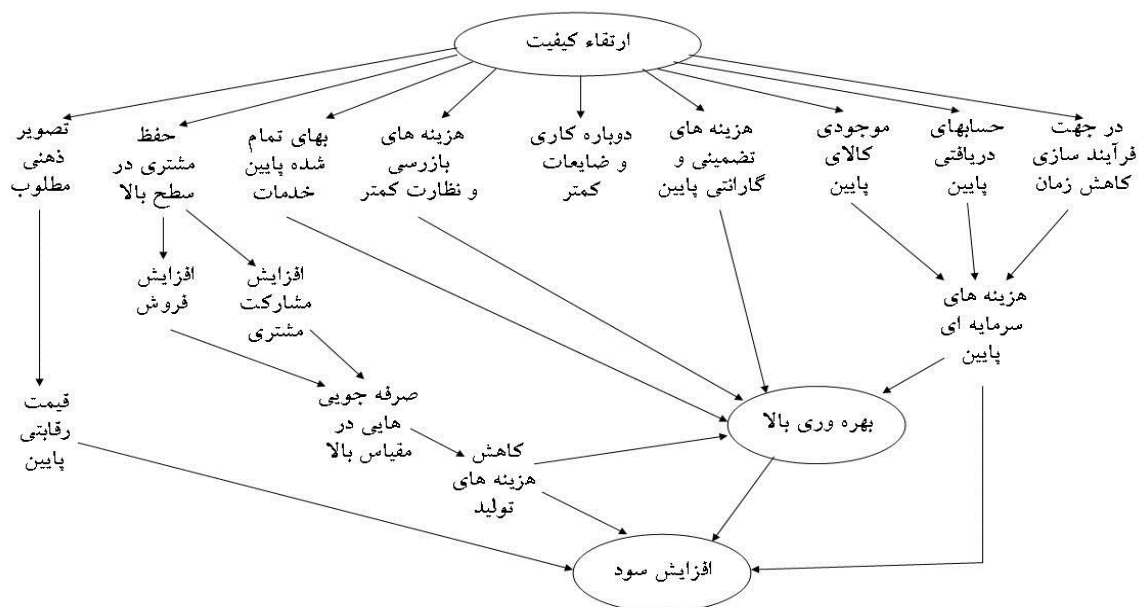 ارتقاء کیفیت
در جهت
فرآیند سازی
کاهش زمان
حسابهای
دریافتی
پایین
موجودی
کالای
پایین
هزینه های
تضمینی و
گارانتی پایین
دوباره کاری
و ضایعات
کمتر
هزینه های
بازرسی
و نظارت کمتر
بهای تمام
شده پایین
خدمات
حفظ
مشتری در
سطح بالا
تصویر
ذهنی
مطلوب
هزینه های
سرمایه ای
پایین
افزایش
مشارکت
مشتری
افزایش
فروش
صرفه جویی
هایی در
مقیاس بالا
قیمت
رقابتی
پایین
بهره وری بالا
کاهش
هزینه های
تولید
افزایش سود